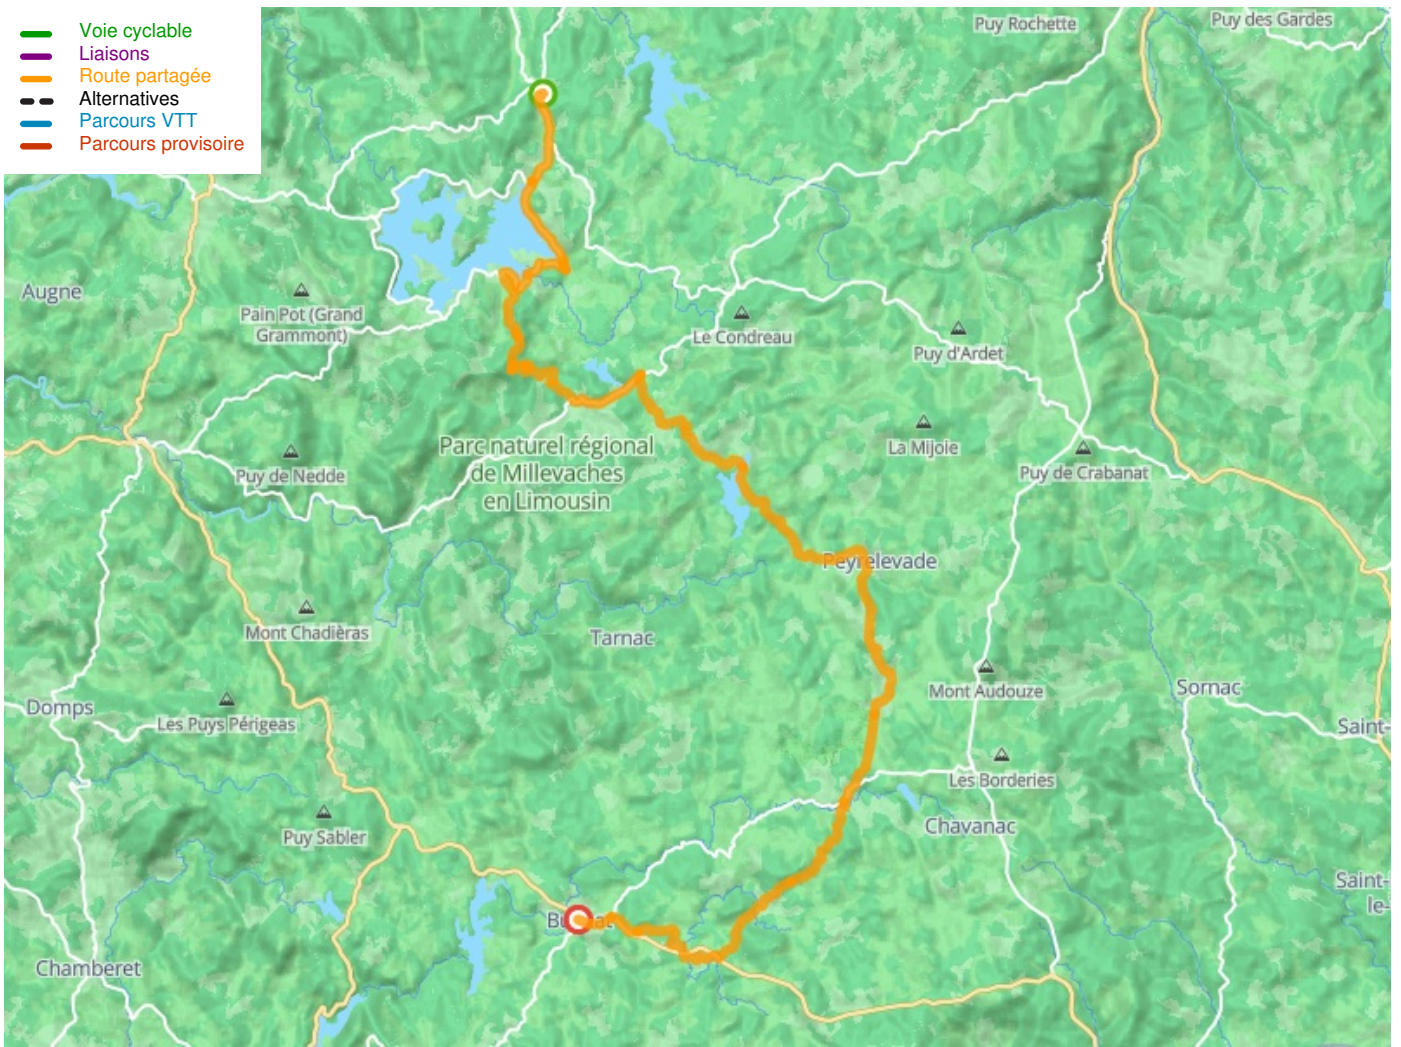 Voie cyclable
Liaisons
Route partagée
Alternatives
Parcours VTT
Parcours provisoire
Puy Rochette
Puy des Gardes
Augne
Pain Pot (Grand
Grammont)
Le Condreau
Puy d'Ardet
La Mijoie
Puy de Crabanat
Parc naturel régional
de Millevaches
en Limousin
Puy de Nedde
Peyrelevade
Mont Chadièras
Tarnac
Mont Audouze
Sornac
Domps
Les Puys Périgeas
Saint-
Les Borderies
Puy Sabler
Chavanac
Saint-
le-
Chamberet